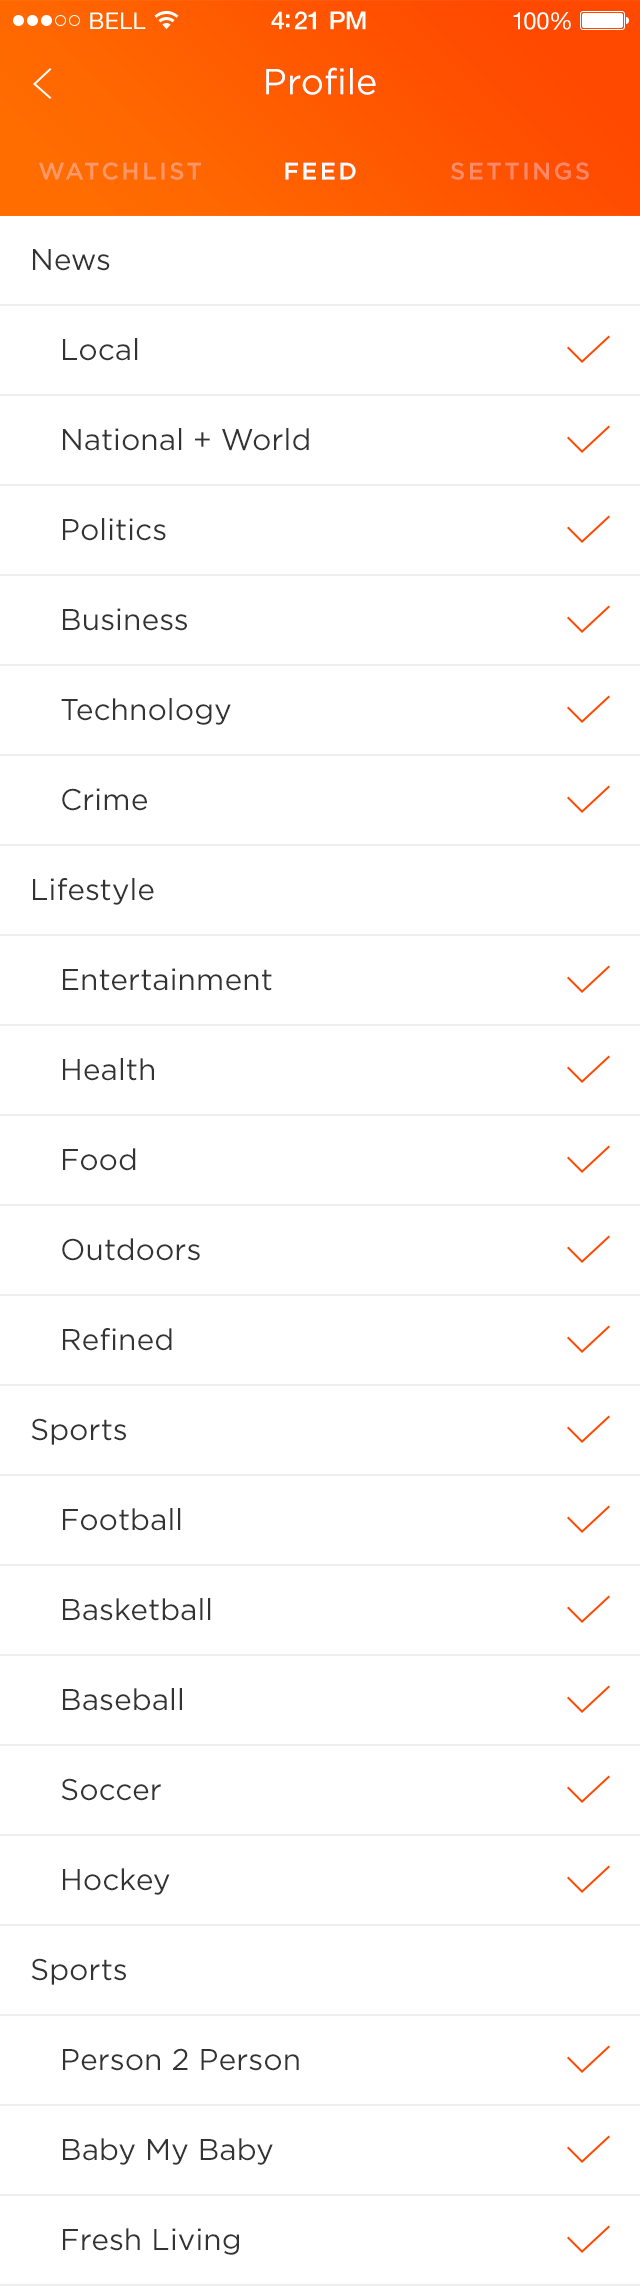 BELL 4:21 PM 100%
Profile
WATCHLIST FEED SETTINGS
News
Local
National + World
Politics
Business
Technology
Crime
Lifestyle
Entertainment
Health
Food
Outdoors
Refined
Sports
Football
Basketball
Baseball
Soccer
Hockey
Sports
Person 2 Person
Baby My Baby
Fresh Living